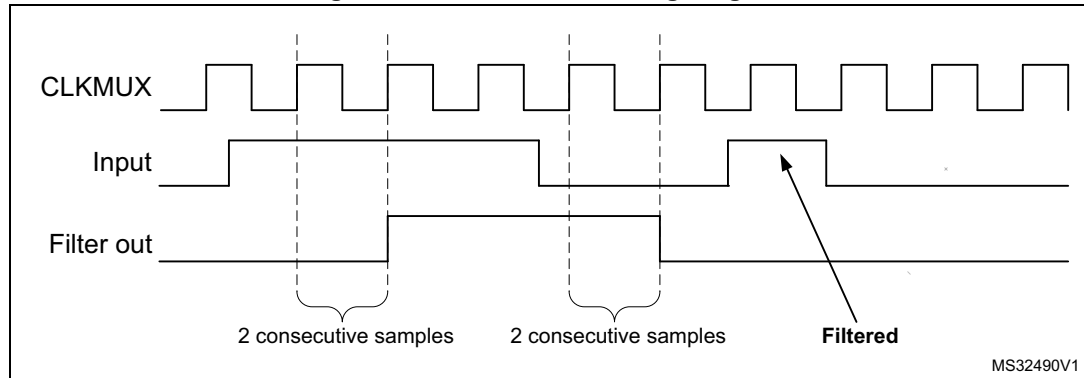 CLKMUX
Input
Filter out
2 consecutive samples 2 consecutive samples Filtered
MS32490V1